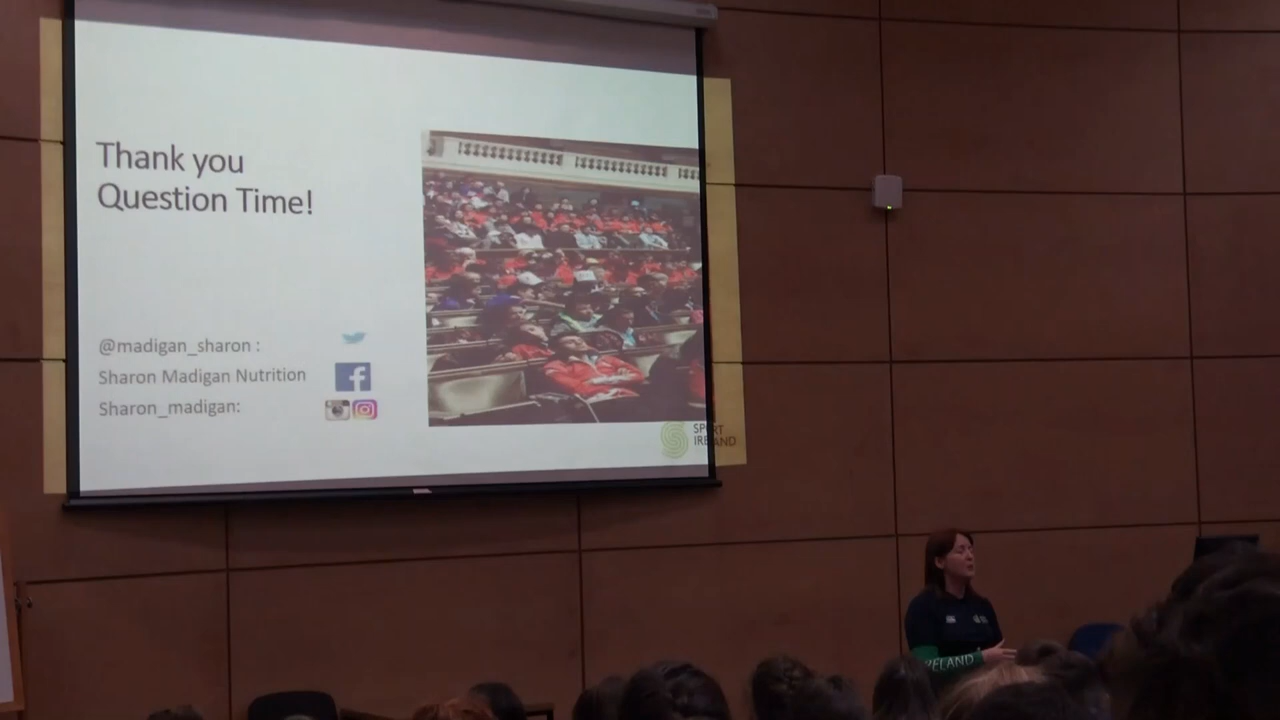 Thank you
Question Time!
@madigan_sharon :
Sharon Madigan Nutrition
Sharon_madigan:
SPORT
IRELAND
IRELAND